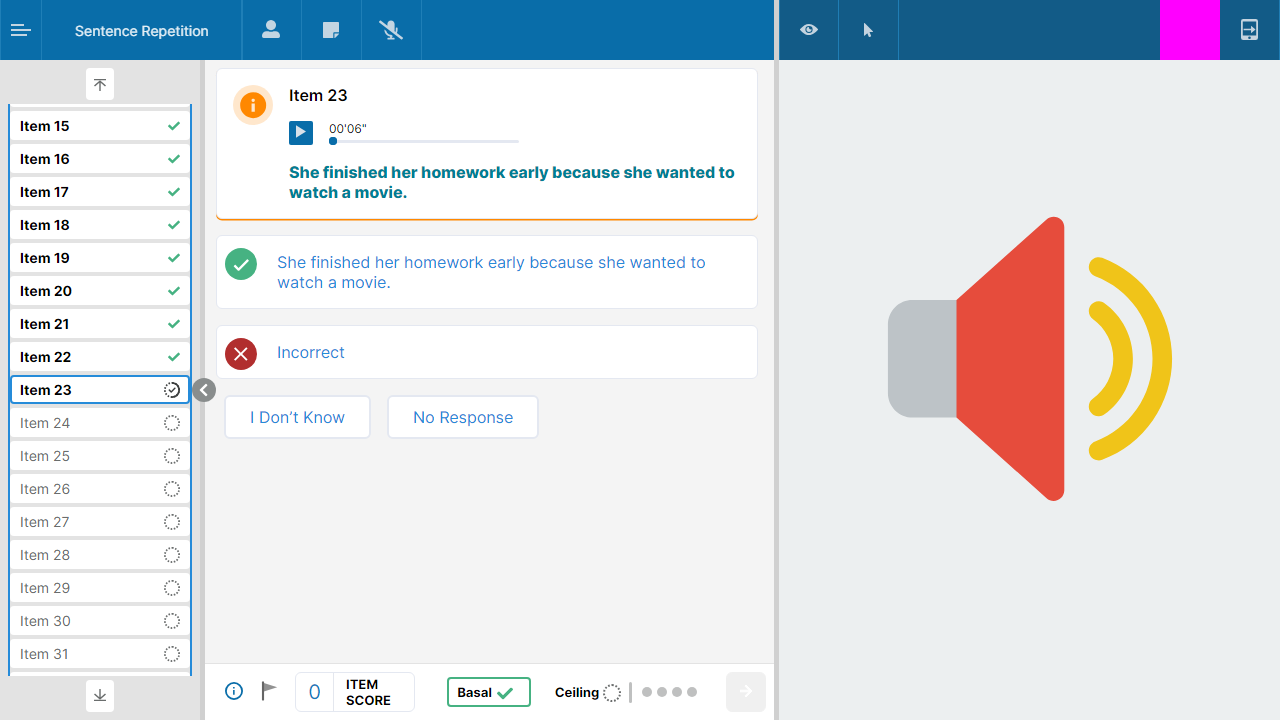 Sentence Repetition
Item 15
Item 16
Item 17
Item 18
Item 19
Item 20
Item 21
Item 22
Item 23
Item 24
Item 25
Item 26
Item 27
Item 28
Item 29
Item 30
Item 31
Item 23
00'06"
She finished her homework early because she wanted to
watch a movie.
She finished her homework early because she wanted to
watch a movie.
Incorrect
I Don’t Know
No Response
0
ITEM
SCORE
Basal
Ceiling